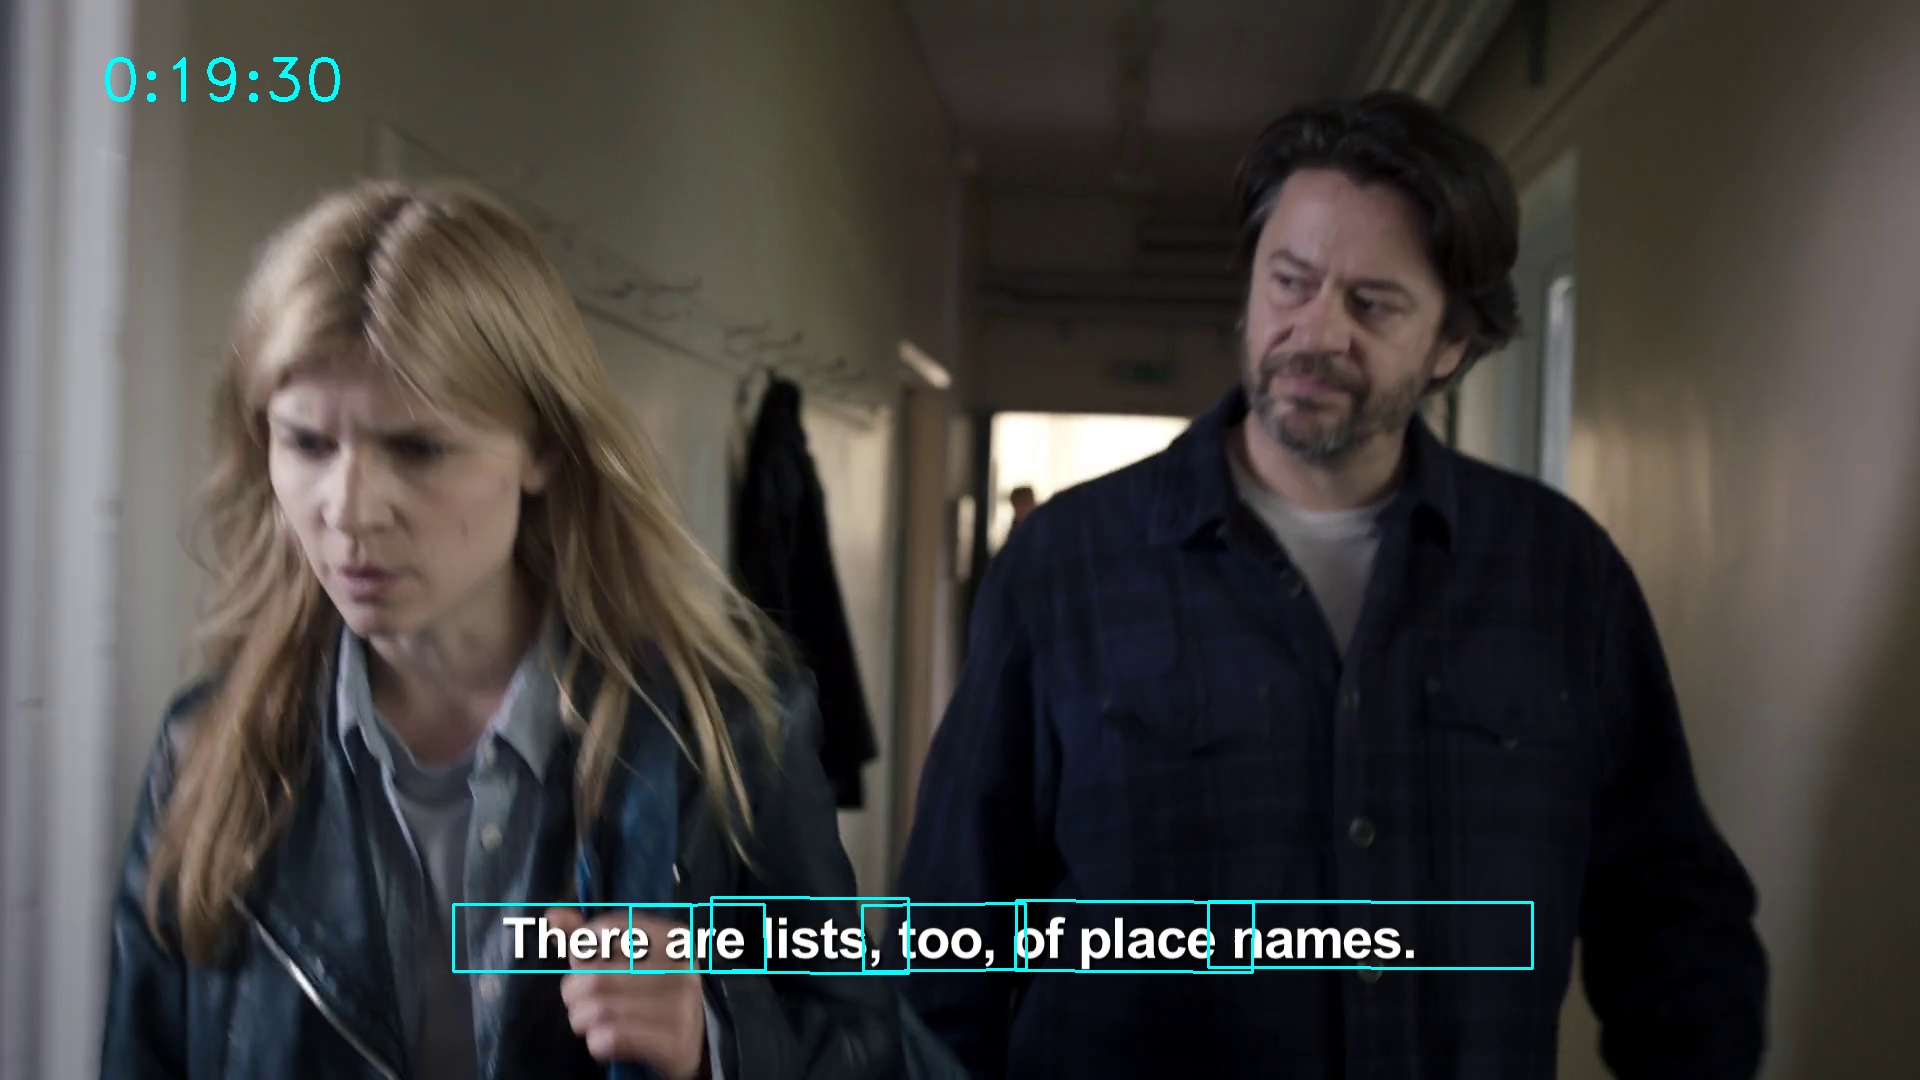 0:19:30
There are lists, too, of place names.